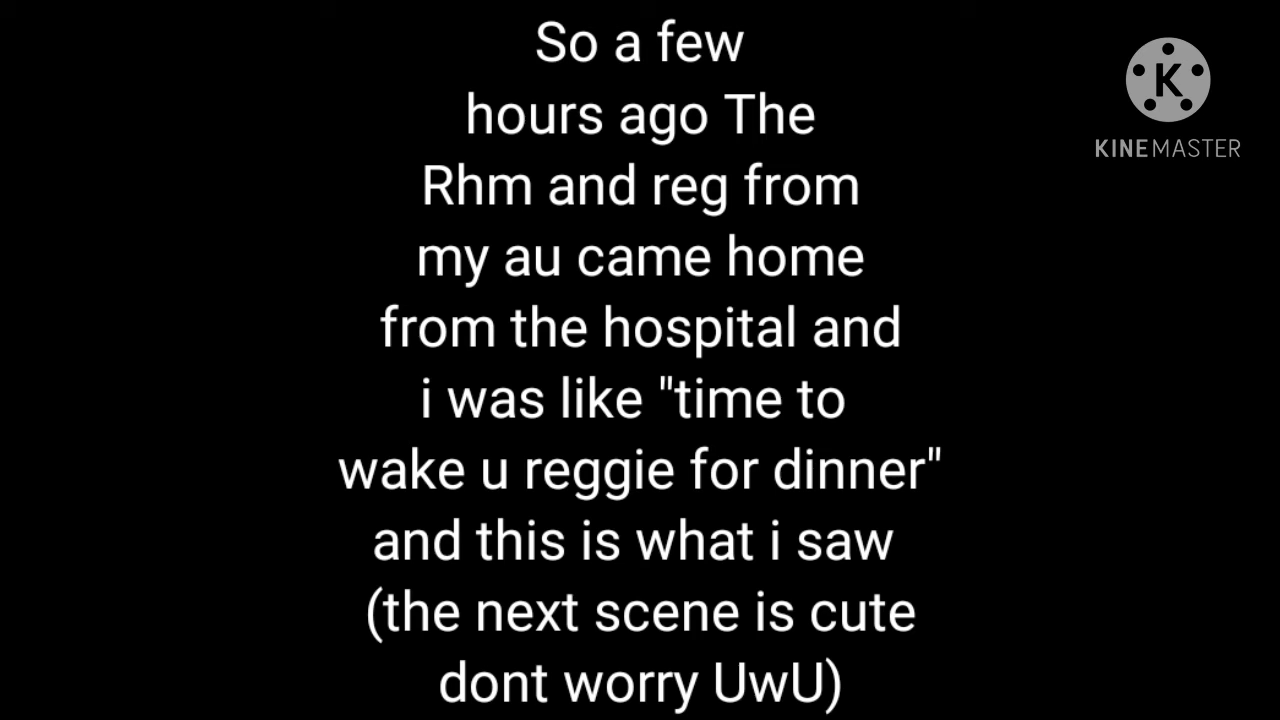 So a few
hours ago The
Rhm and reg from
my au came home
from the hospital and
i was like "time to
wake u reggie for dinner"
and this is what i saw
(the next scene is cute
dont worry UwU)
K
KINEMASTER